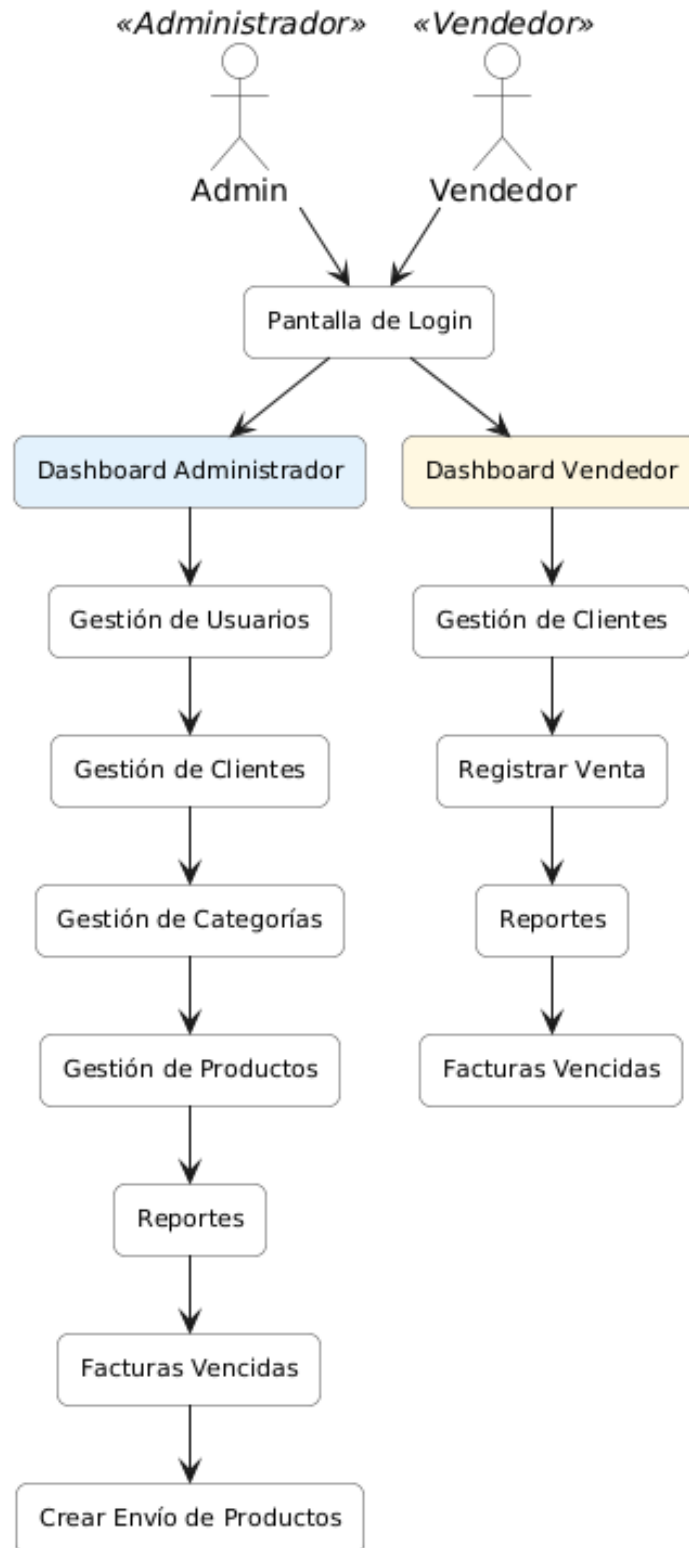 «Administrador»
«Vendedor»
Admin
Vendedor
Pantalla de Login
Dashboard Administrador
Dashboard Vendedor
Gestión de Usuarios
Gestión de Clientes
Gestión de Clientes
Registrar Venta
Gestión de Categorías
Reportes
Gestión de Productos
Facturas Vencidas
Reportes
Facturas Vencidas
Crear Envío de Productos